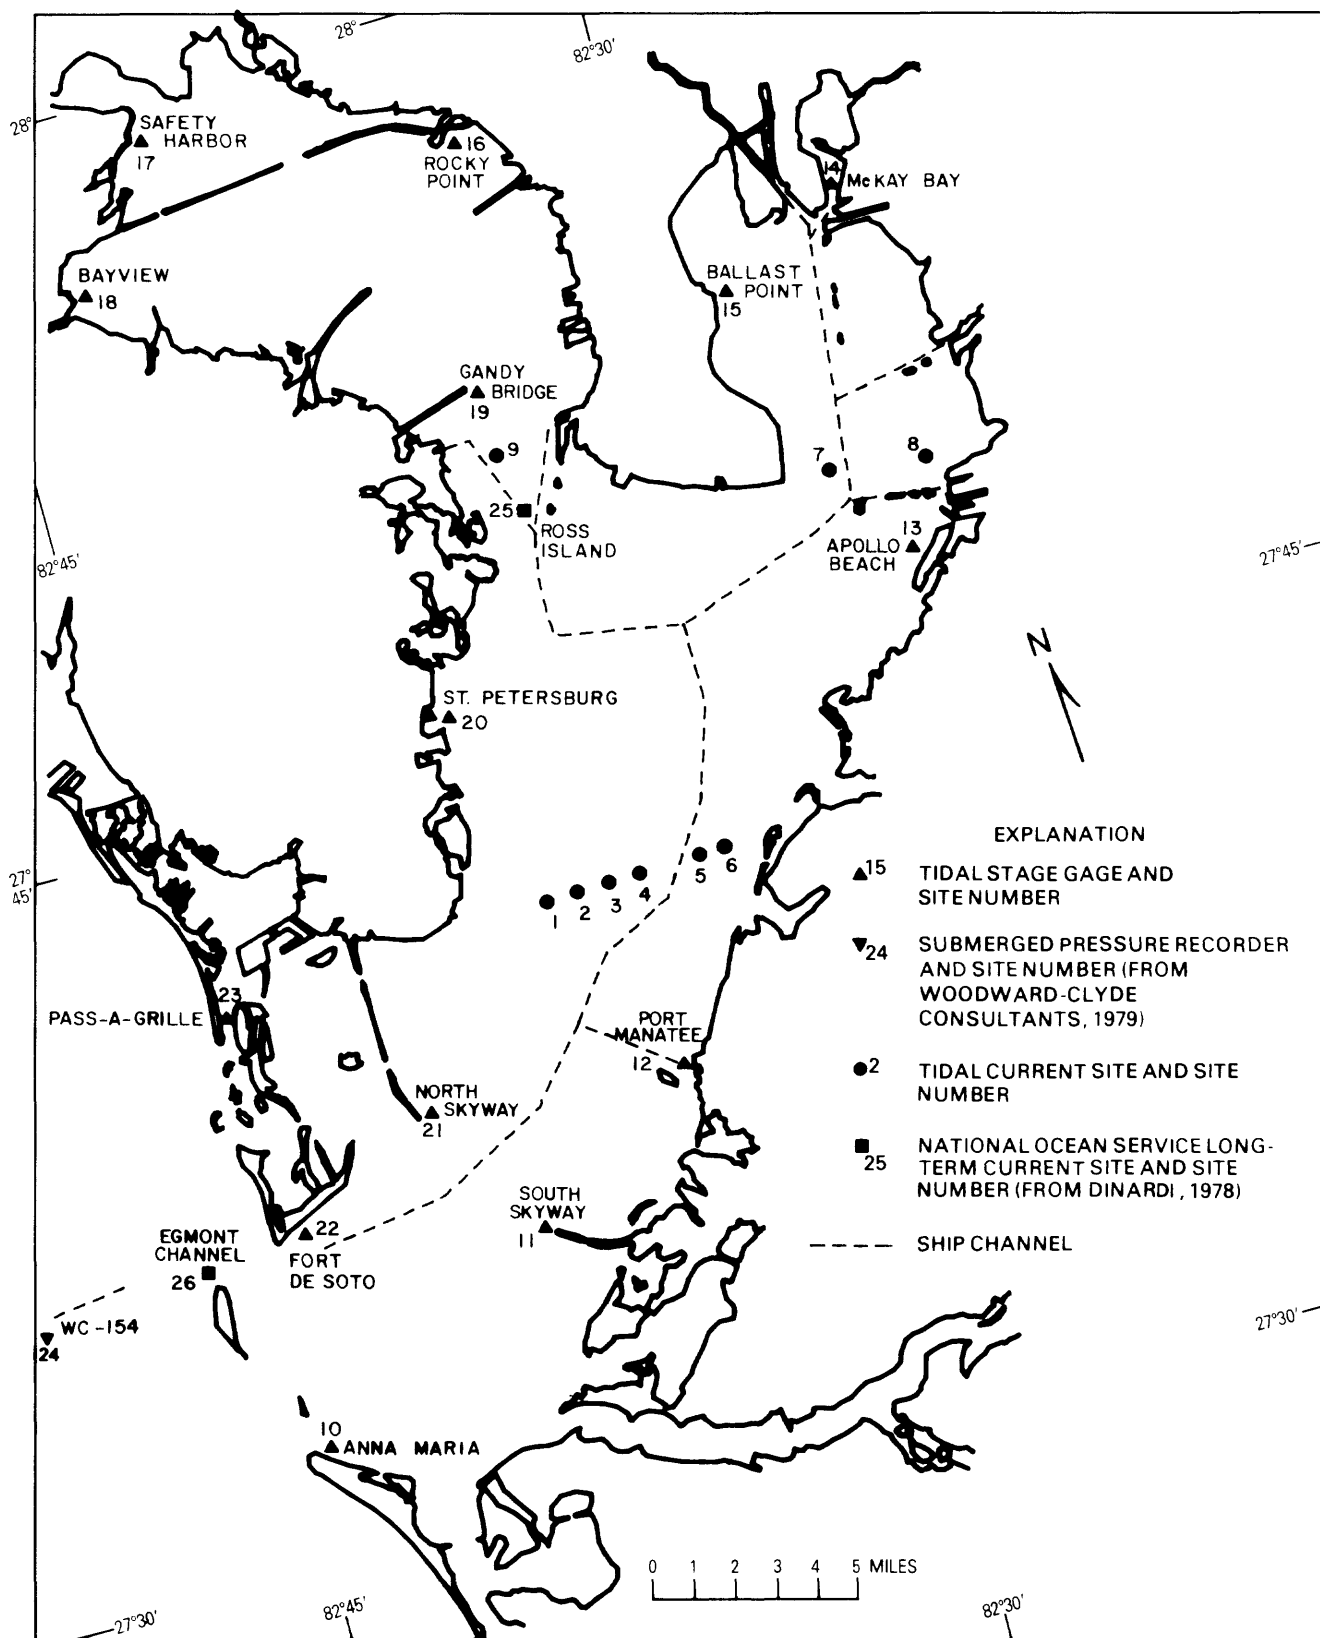 28°
82°30'
28°
SAFETY
HARBOR
17
16
ROCKY
POINT
14
McKAY BAY
BAYVIEW
18
BALLAST
POINT
15
GANDY
BRIDGE
19
9
7
8
25
ROSS
ISLAND
13
APOLLO
BEACH
82°45'
27°45'
N
ST. PETERSBURG
20
27°
45'
1
2
3
4
5
6
EXPLANATION
15
TIDAL STAGE GAGE AND
SITE NUMBER
24
SUBMERGED PRESSURE RECORDER
AND SITE NUMBER (FROM
WOODWARD-CLYDE
CONSULTANTS, 1979)
2
TIDAL CURRENT SITE AND SITE
NUMBER
25
NATIONAL OCEAN SERVICE LONG-
TERM CURRENT SITE AND SITE
NUMBER (FROM DINARDI, 1978)
SHIP CHANNEL
23
PASS-A-GRILLE
PORT
MANATEE
12
NORTH
SKYWAY
21
SOUTH
SKYWAY
11
EGMONT
CHANNEL
26
22
FORT
DE SOTO
WC-154
24
27°30'
10
ANNA MARIA
0 1 2 3 4 5 MILES
27°30'
82°45'
82°30'